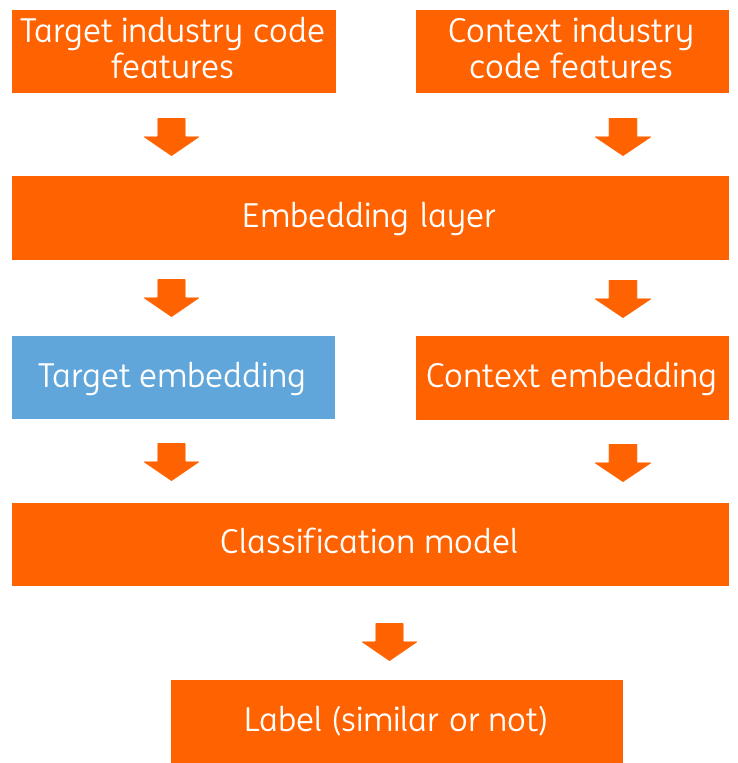 Target industry code
features
Context industry
code features
Embedding layer
Target embedding
Context embedding
Classification model
Label (similar or not)